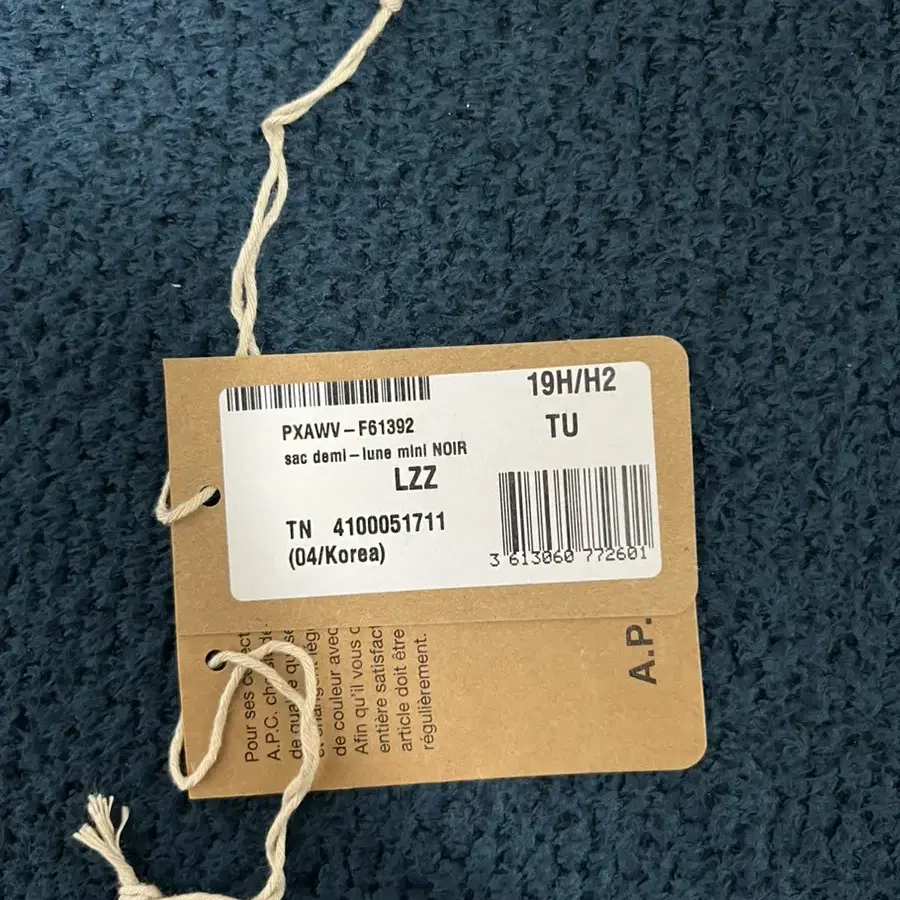 19H/H2
PXAWV-F61392
TU
sac demi-lune mini NOIR
LZZ
TN 4100051711
(04/Korea)
3 613060 772601
A.P.
Pour ses
A.P.C.
de
de couleur avec
Afin qu'il vous
entière
article doit être
régulièrement.